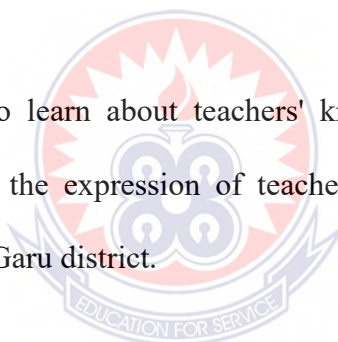 o learn about teachers' k
the expression of teache
Garu district.
EDUCATION FOR SERVICE